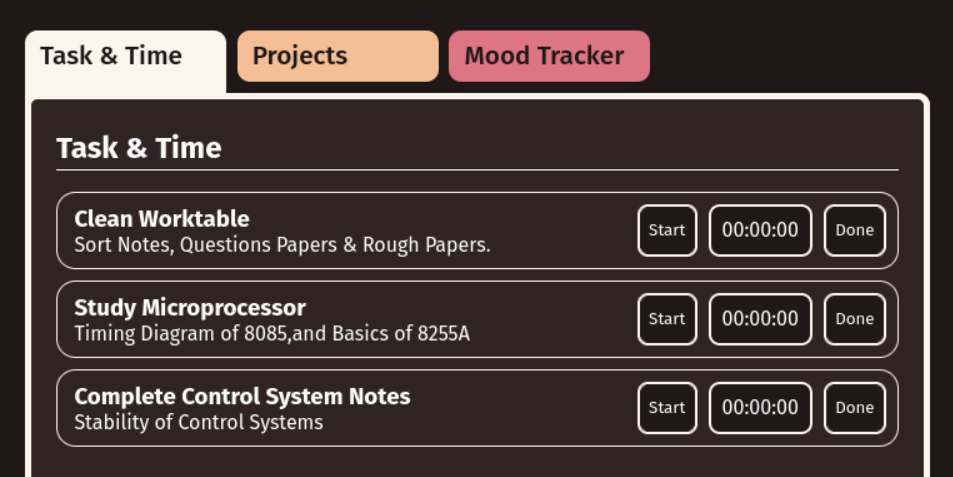 Task & Time
Projects
Mood Tracker
Task & Time
Clean Worktable
Sort Notes, Questions Papers & Rough Papers.
Start
00:00:00
Done
Study Microprocessor
Timing Diagram of 8085,and Basics of 8255A
Start
00:00:00
Done
Complete Control System Notes
Stability of Control Systems
Start
00:00:00
Done